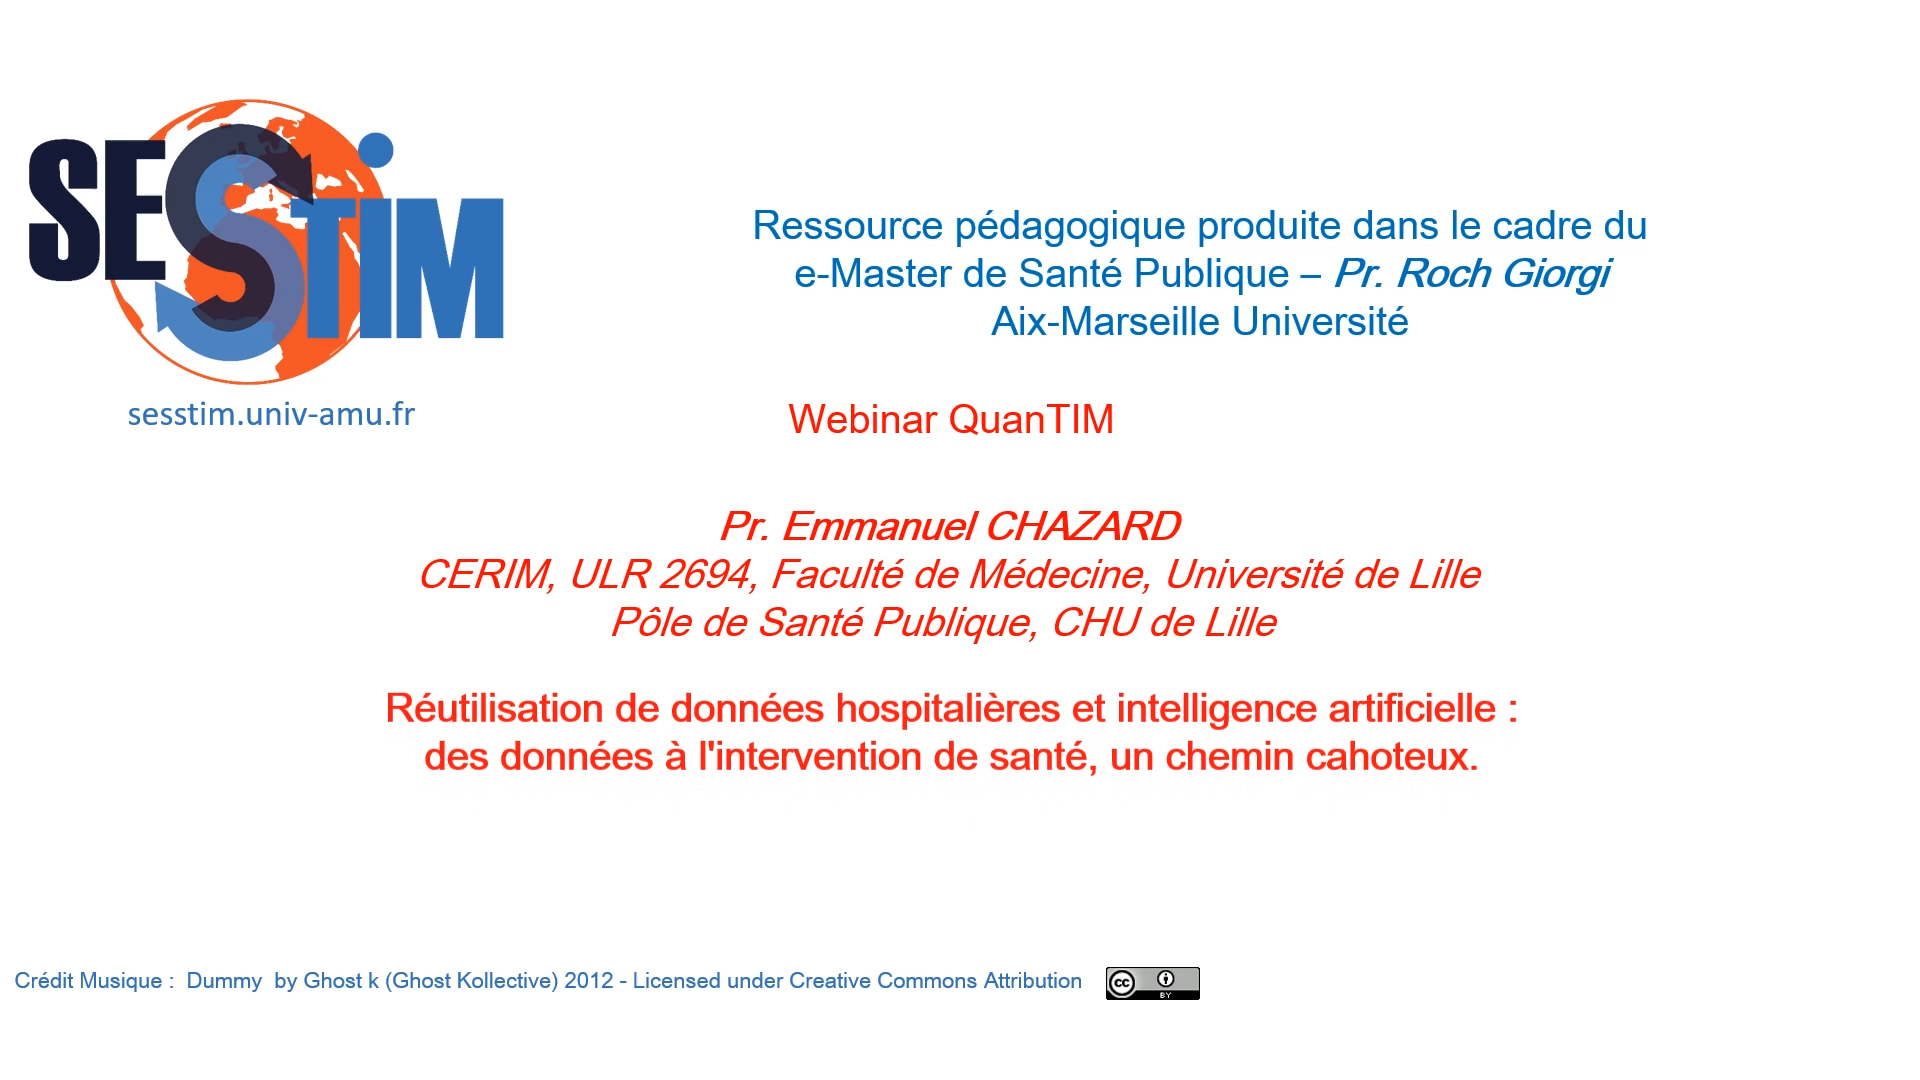 SESSTIM
sesstim.univ-amu.fr
Ressource pédagogique produite dans le cadre du
e-Master de Santé Publique – Pr. Roch Giorgi
Aix-Marseille Université
Webinar QuanTIM
Pr. Emmanuel CHAZARD
CERIM, ULR 2694, Faculté de Médecine, Université de Lille
Pôle de Santé Publique, CHU de Lille
Réutilisation de données hospitalières et intelligence artificielle :
des données à l'intervention de santé, un chemin cahoteux.
Crédit Musique : Dummy by Ghost k (Ghost Kollective) 2012 - Licensed under Creative Commons Attribution
cc
BY